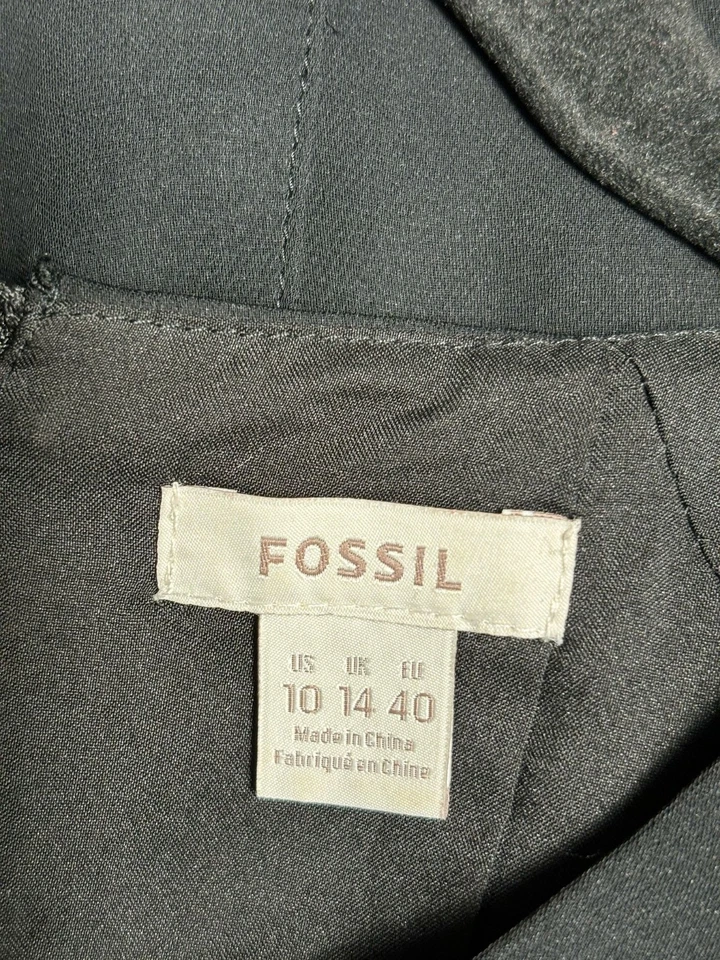 FOSSIL
US UK EU
10 14 40
Made in China
Fabriqué en Chine